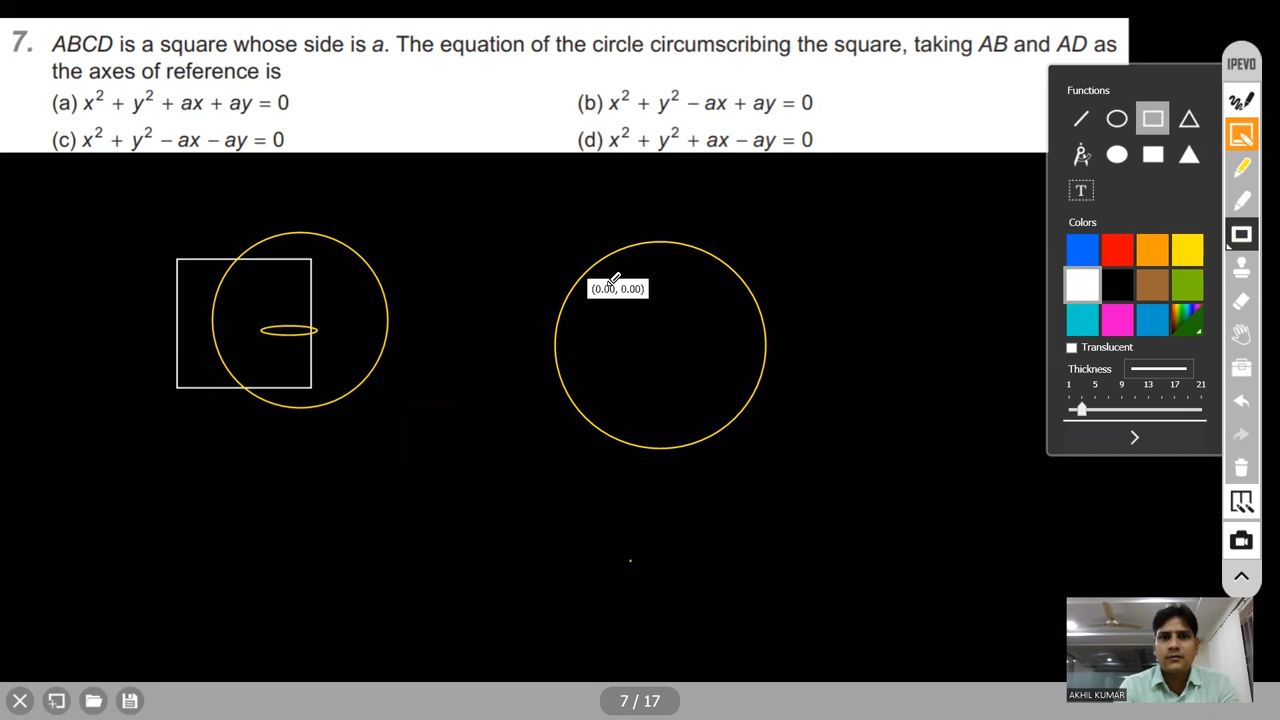 7. ABCD is a square whose side is a. The equation of the circle circumscribing the square, taking AB and AD as
the axes of reference is
(a) x² + y² + ax + ay = 0 (b) x² + y² − ax + ay = 0
(c) x² + y² − ax − ay = 0 (d) x² + y² + ax − ay = 0
IPEVO
Functions
T
Colors
Translucent
Thickness
1 5 9 13 17 21
(0.00, 0.00)
AKHIL KUMAR
7 / 17